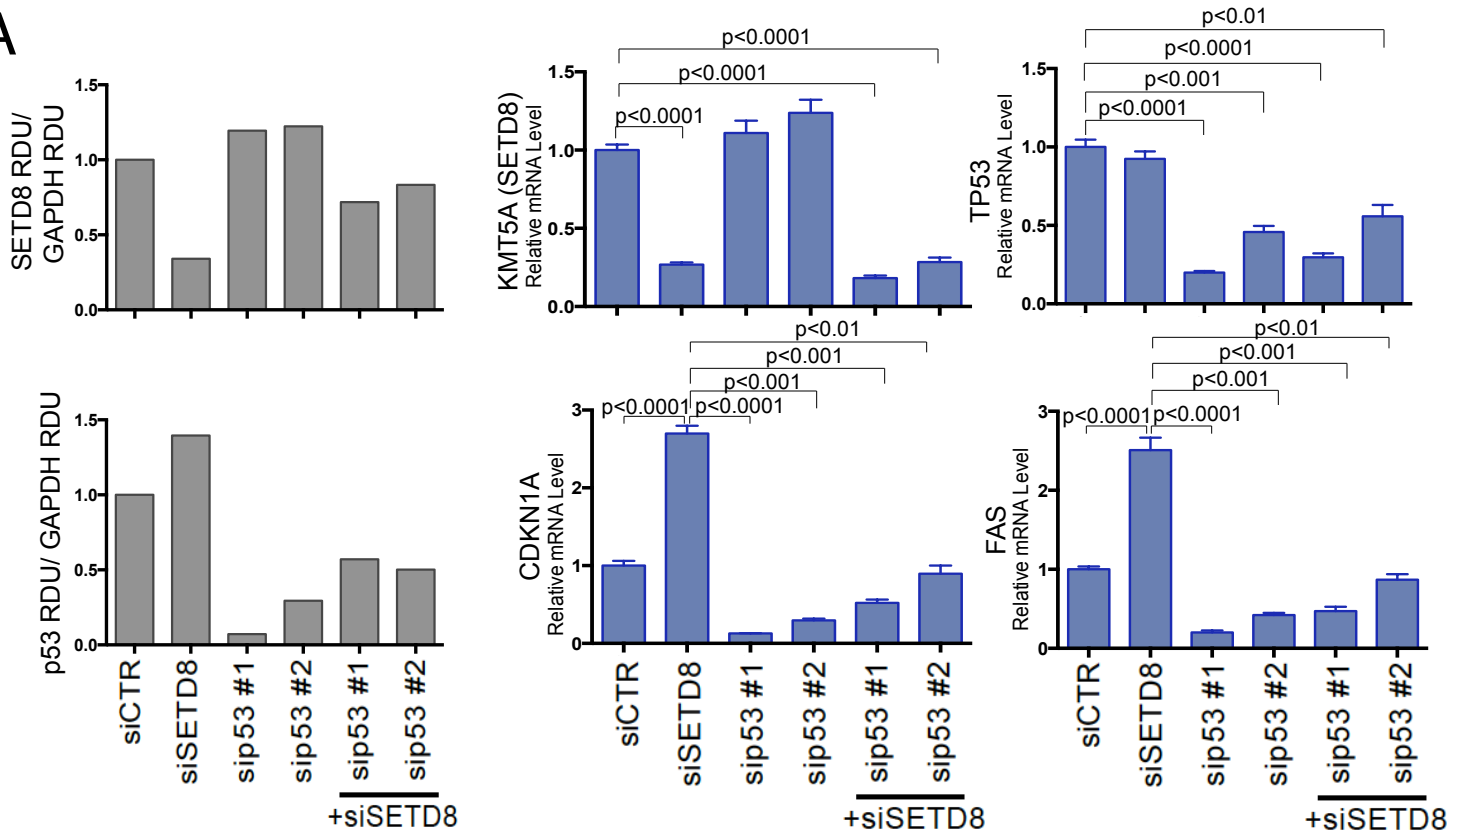 A
SETD8 RDU/
GAPDH RDU
1.5
1.0
0.5
0.0
KMT5A (SETD8)
Relative mRNA Level
1.5
1.0
0.5
0.0
p<0.0001
p<0.0001
p<0.0001
TP53
Relative mRNA Level
1.5
1.0
0.5
0.0
p<0.01
p<0.0001
p<0.001
p<0.0001
p53 RDU/ GAPDH RDU
1.5
1.0
0.5
0.0
siCTR
siSETD8
sip53 #1
sip53 #2
sip53 #1
sip53 #2
+siSETD8
CDKN1A
Relative mRNA Level
3
2
1
0
p<0.01
p<0.001
p<0.001
p<0.0001
p<0.0001
siCTR
siSETD8
sip53 #1
sip53 #2
sip53 #1
sip53 #2
+siSETD8
FAS
Relative mRNA Level
3
2
1
0
p<0.01
p<0.001
p<0.001
p<0.0001
p<0.0001
siCTR
siSETD8
sip53 #1
sip53 #2
sip53 #1
sip53 #2
+siSETD8